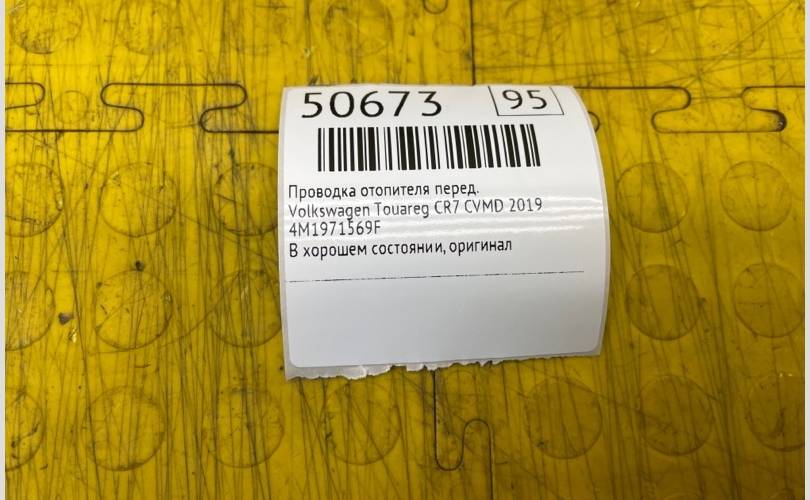 50673 95
Проводка отопителя перед.
Volkswagen Touareg CR7 CVMD 2019
4M1971569F
В хорошем состоянии, оригинал